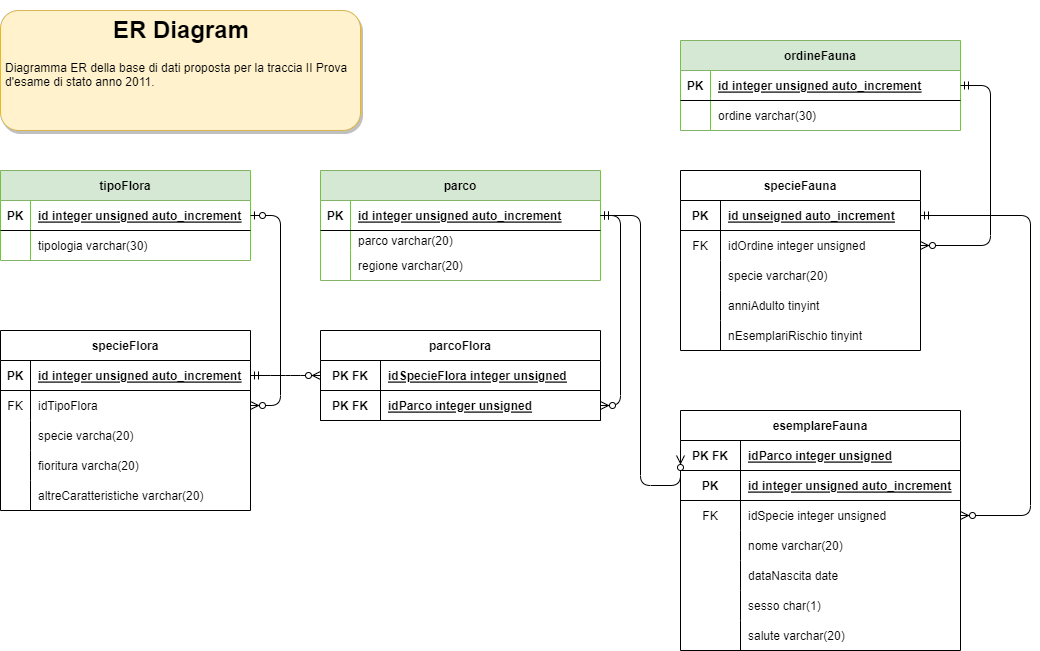 ER Diagram
Diagramma ER della base di dati proposta per la traccia II Prova
d'esame di stato anno 2011.
ordineFauna
PK id integer unsigned auto_increment
ordine varchar(30)
tipoFlora
PK id integer unsigned auto_increment
tipologia varchar(30)
parco
PK id integer unsigned auto_increment
parco varchar(20)
regione varchar(20)
specieFauna
PK id unseigned auto_increment
FK idOrdine integer unsigned
specie varchar(20)
anniAdulto tinyint
nEsemplariRischio tinyint
specieFlora
PK id integer unsigned auto_increment
FK idTipoFlora
specie varcha(20)
fioritura varcha(20)
altreCaratteristiche varchar(20)
parcoFlora
PK FK idSpecieFlora integer unsigned
PK FK idParco integer unsigned
esemplareFauna
PK FK idParco integer unsigned
PK id integer unsigned auto_increment
FK idSpecie integer unsigned
nome varchar(20)
dataNascita date
sesso char(1)
salute varchar(20)